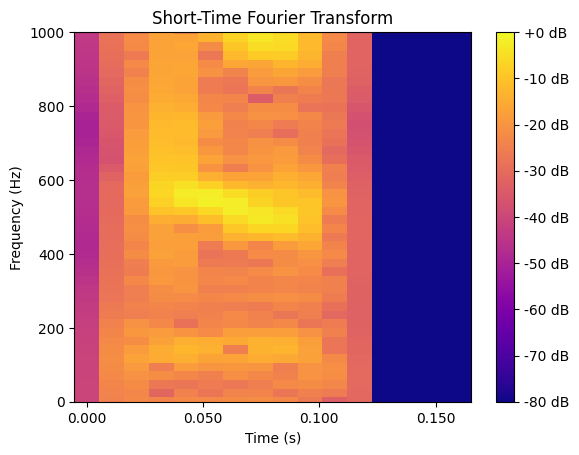 Short-Time Fourier Transform
1000
800
600
400
200
0
Frequency (Hz)
0.000
0.050
0.100
0.150
Time (s)
+0 dB
-10 dB
-20 dB
-30 dB
-40 dB
-50 dB
-60 dB
-70 dB
-80 dB